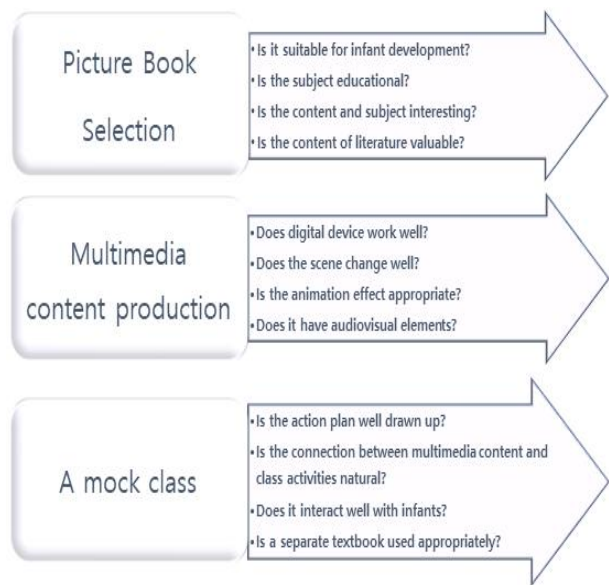 Picture Book
Selection
• Is it suitable for infant development?
• Is the subject educational?
• Is the content and subject interesting?
• Is the content of literature valuable?
Multimedia
content production
• Does digital device work well?
• Does the scene change well?
• Is the animation effect appropriate?
• Does it have audiovisual elements?
A mock class
• Is the action plan well drawn up?
• Is the connection between multimedia content and
class activities natural?
• Does it interact well with infants?
• Is a separate textbook used appropriately?